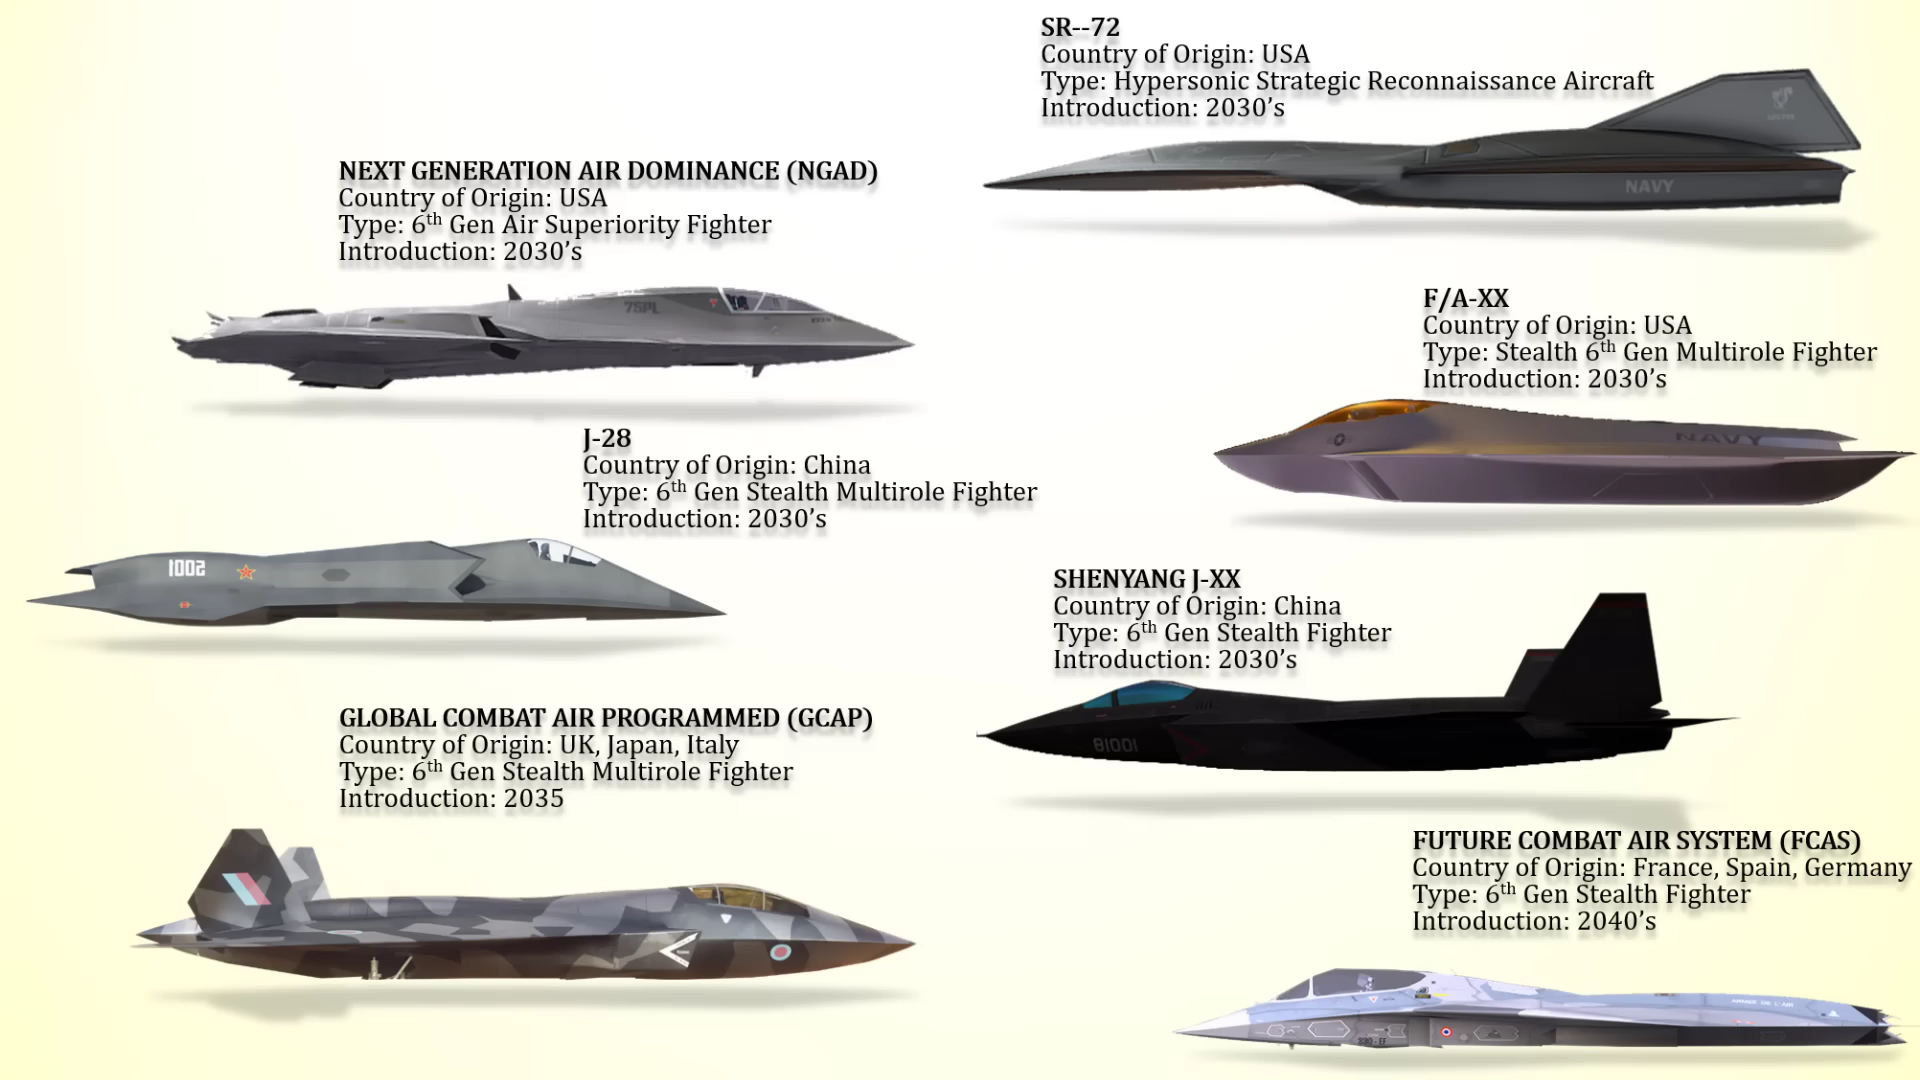 SR--72
Country of Origin: USA
Type: Hypersonic Strategic Reconnaissance Aircraft
Introduction: 2030’s
NAVY
NEXT GENERATION AIR DOMINANCE (NGAD)
Country of Origin: USA
Type: 6th Gen Air Superiority Fighter
Introduction: 2030’s
75PL
F/A-XX
Country of Origin: USA
Type: Stealth 6th Gen Multirole Fighter
Introduction: 2030’s
NAVY
J-28
Country of Origin: China
Type: 6th Gen Stealth Multirole Fighter
Introduction: 2030’s
SHENYANG J-XX
Country of Origin: China
Type: 6th Gen Stealth Fighter
Introduction: 2030’s
GLOBAL COMBAT AIR PROGRAMMED (GCAP)
Country of Origin: UK, Japan, Italy
Type: 6th Gen Stealth Multirole Fighter
Introduction: 2035
FUTURE COMBAT AIR SYSTEM (FCAS)
Country of Origin: France, Spain, Germany
Type: 6th Gen Stealth Fighter
Introduction: 2040’s
ARMEE DE L'AIR